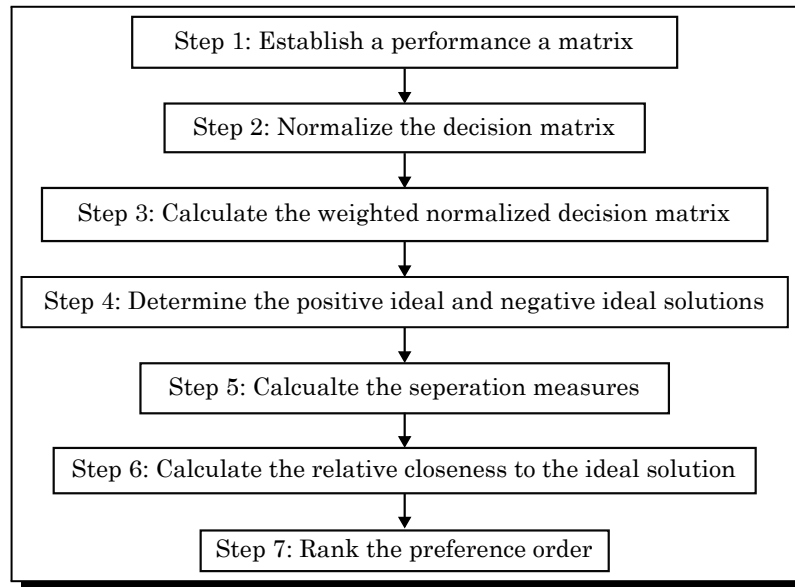 Step 1: Establish a performance a matrix
Step 2: Normalize the decision matrix
Step 3: Calculate the weighted normalized decision matrix
Step 4: Determine the positive ideal and negative ideal solutions
Step 5: Calcualte the seperation measures
Step 6: Calculate the relative closeness to the ideal solution
Step 7: Rank the preference order